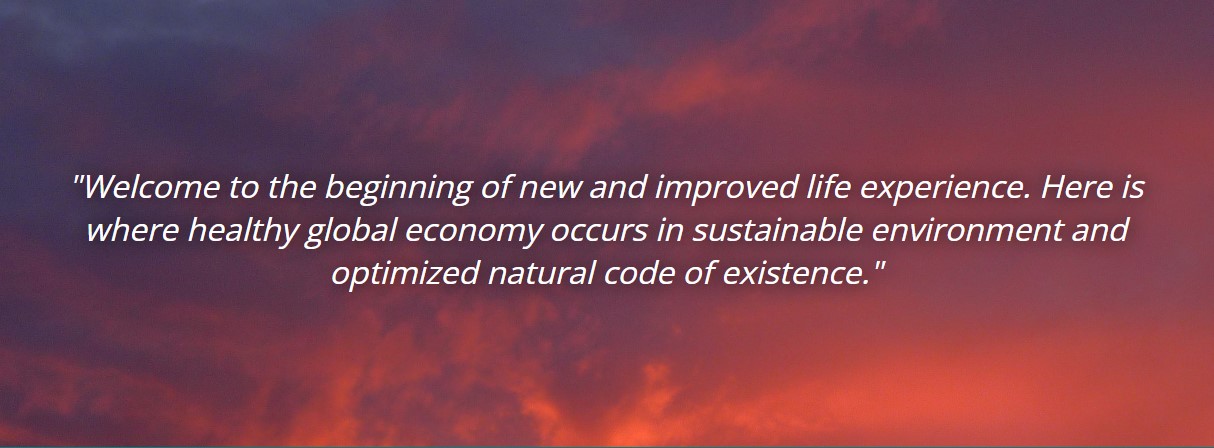 "Welcome to the beginning of new and improved life experience. Here is
where healthy global economy occurs in sustainable environment and
optimized natural code of existence."